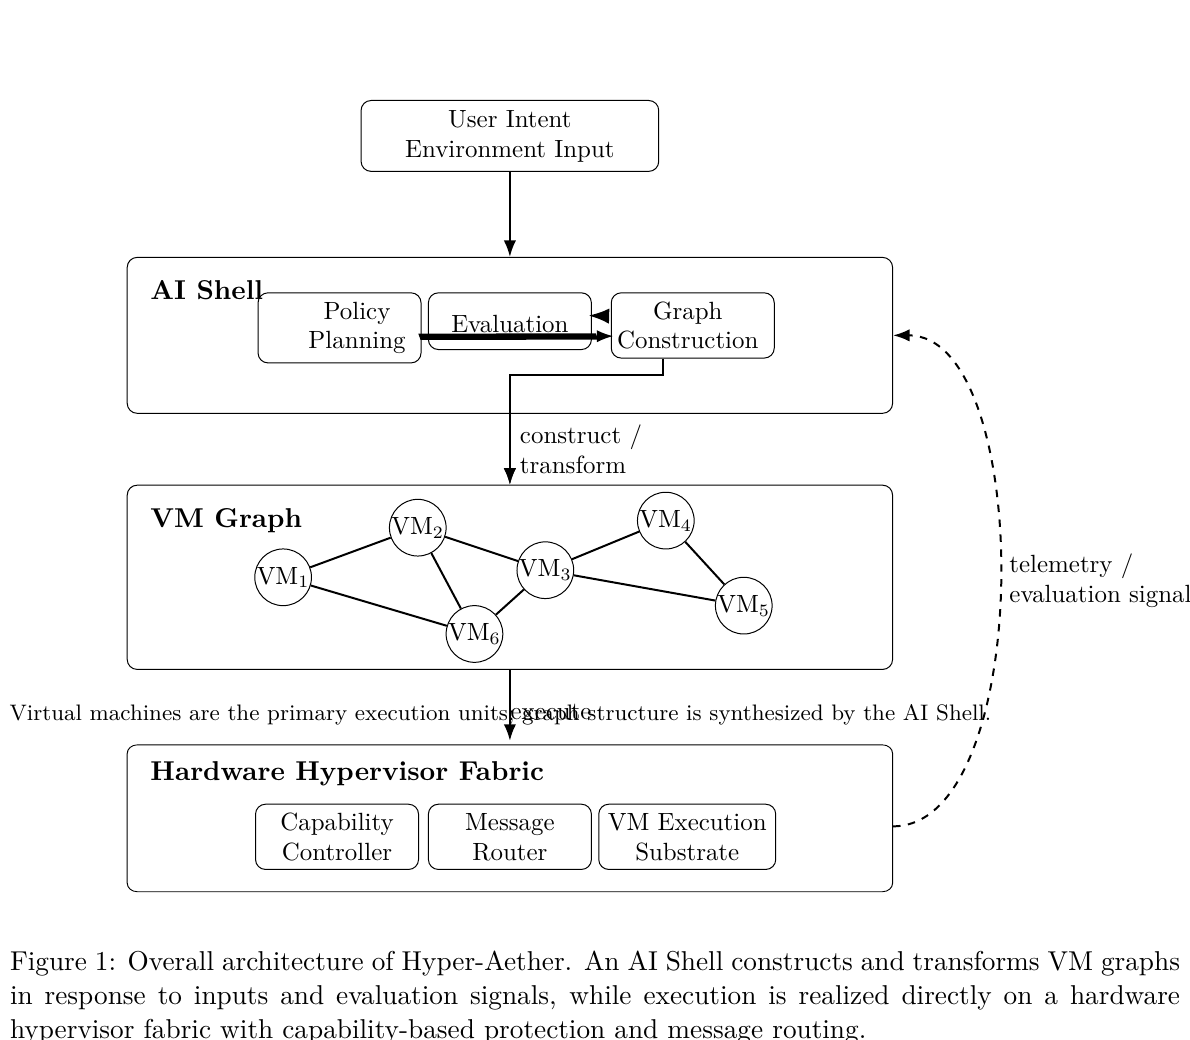 User Intent
Environment Input
AI Shell
Policy
Planning
Evaluation
Graph
Construction
construct /
transform
VM Graph
VM₁
VM₂
VM₃
VM₄
VM₅
VM₆
telemetry /
evaluation signal
Virtual machines are the primary execution units; graph structure is synthesized by the AI Shell.
execute
Hardware Hypervisor Fabric
Capability
Controller
Message
Router
VM Execution
Substrate
Figure 1: Overall architecture of Hyper-Aether. An AI Shell constructs and transforms VM graphs
in response to inputs and evaluation signals, while execution is realized directly on a hardware
hypervisor fabric with capability-based protection and message routing.